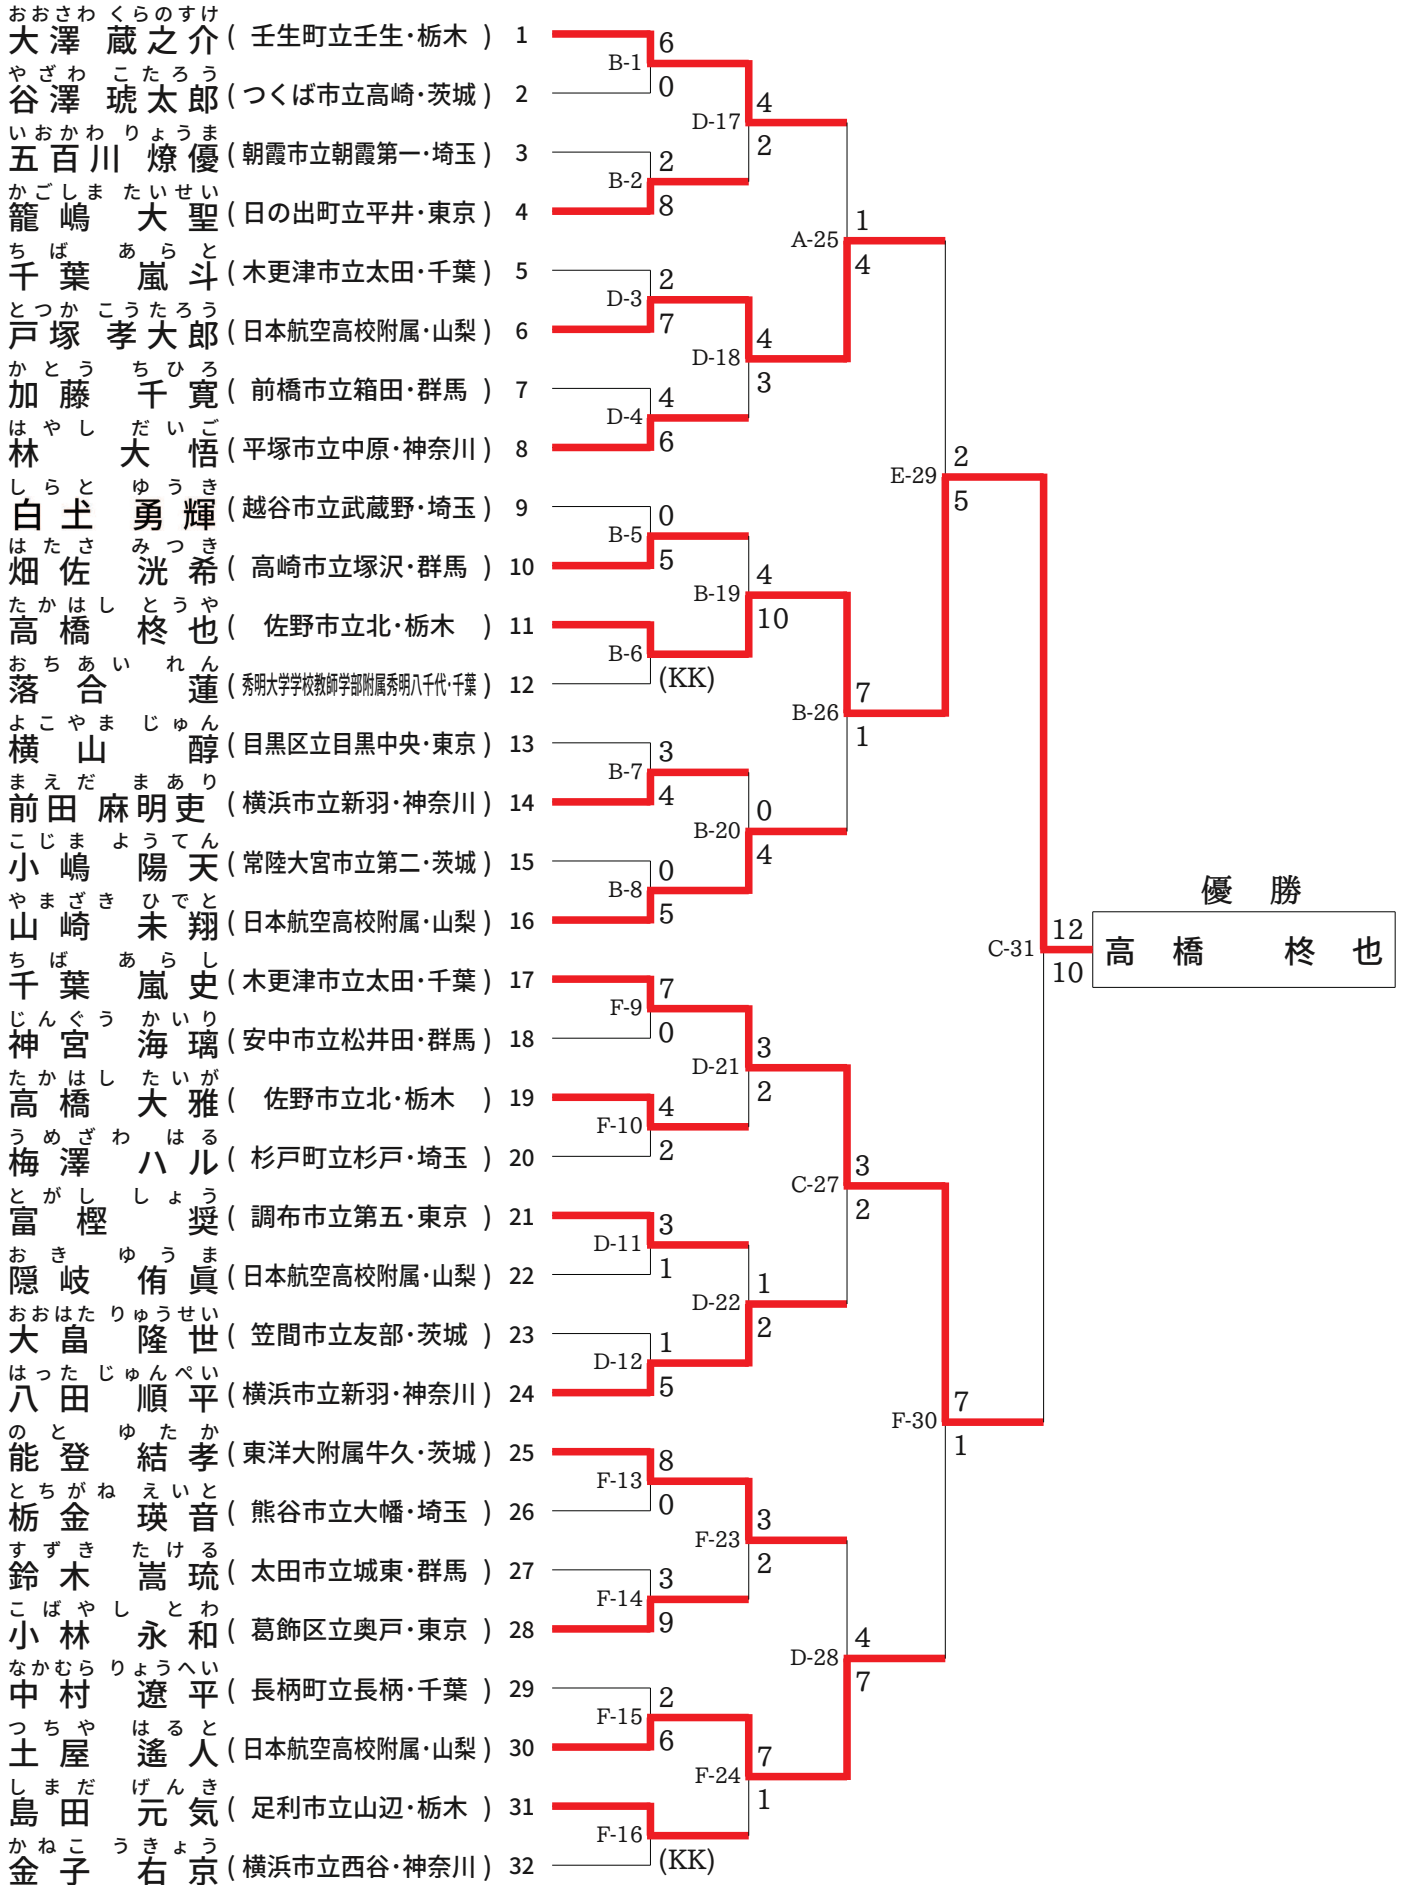 おおさわ くらのすけ
大澤 蔵之介 ( 壬生町立壬生・栃木 ) 1
やざわ こたろう
谷澤 琥太郎 ( つくば市立高崎・茨城 ) 2
いおかわ りょうま
五百川 燎優 ( 朝霞市立朝霞第一・埼玉 ) 3
かごしま たいせい
籠嶋 大聖 ( 日の出町立平井・東京 ) 4
ちば あらと
千葉 嵐斗 ( 木更津市立太田・千葉 ) 5
とつか こうたろう
戸塚 孝太郎 ( 日本航空高校附属・山梨 ) 6
かとう ちひろ
加藤 千寛 ( 前橋市立箱田・群馬 ) 7
はやし だいご
林 大悟 ( 平塚市立中原・神奈川 ) 8
しらと ゆうき
白土 勇輝 ( 越谷市立武蔵野・埼玉 ) 9
はたさ みつき
畑佐 洸希 ( 高崎市立塚沢・群馬 ) 10
たかはし とうや
高橋 柊也 ( 佐野市立北・栃木 ) 11
おちあい れん
落合 蓮 ( 秀明大学学校教師学部附属秀明八千代・千葉 ) 12
よこやま じゅん
横山 醇 ( 目黒区立目黒中央・東京 ) 13
まえだ まあり
前田 麻明吏 ( 横浜市立新羽・神奈川 ) 14
こじま ようてん
小嶋 陽天 ( 常陸大宮市立第二・茨城 ) 15
やまざき ひでと
山崎 未翔 ( 日本航空高校附属・山梨 ) 16
ちば あらし
千葉 嵐史 ( 木更津市立太田・千葉 ) 17
じんぐう かいり
神宮 海璃 ( 安中市立松井田・群馬 ) 18
たかはし たいが
高橋 大雅 ( 佐野市立北・栃木 ) 19
うめざわ はる
梅澤 ハル ( 杉戸町立杉戸・埼玉 ) 20
とがし しょう
富樫 奨 ( 調布市立第五・東京 ) 21
おき ゆうま
隠岐 侑眞 ( 日本航空高校附属・山梨 ) 22
おおはた りゅうせい
大畠 隆世 ( 笠間市立友部・茨城 ) 23
はった じゅんぺい
八田 順平 ( 横浜市立新羽・神奈川 ) 24
のと ゆたか
能登 結孝 ( 東洋大附属牛久・茨城 ) 25
とちがね えいと
栃金 瑛音 ( 熊谷市立大幡・埼玉 ) 26
すずき たける
鈴木 嵩琉 ( 太田市立城東・群馬 ) 27
こばやし とわ
小林 永和 ( 葛飾区立奥戸・東京 ) 28
なかむら りょうへい
中村 遼平 ( 長柄町立長柄・千葉 ) 29
つちや はると
土屋 遙人 ( 日本航空高校附属・山梨 ) 30
しまだ げんき
島田 元気 ( 足利市立山辺・栃木 ) 31
かねこ うきょう
金子 右京 ( 横浜市立西谷・神奈川 ) 32
B-1 6 0
B-2 2 8
D-3 2 7
D-4 4 6
B-5 0 5
B-6 (KK)
B-7 3 4
B-8 0 5
F-9 7 0
F-10 4 2
D-11 3 1
D-12 1 5
F-13 8 0
F-14 3 9
F-15 2 6
F-16 (KK)
D-17 4 2
D-18 4 3
B-19 4 10
B-20 0 4
D-21 3 2
D-22 1 2
F-23 3 2
F-24 7 1
A-25 1 4
B-26 7 1
C-27 3 2
D-28 4 7
E-29 2 5
F-30 7 1
C-31 12 10
優勝
高橋 柊也